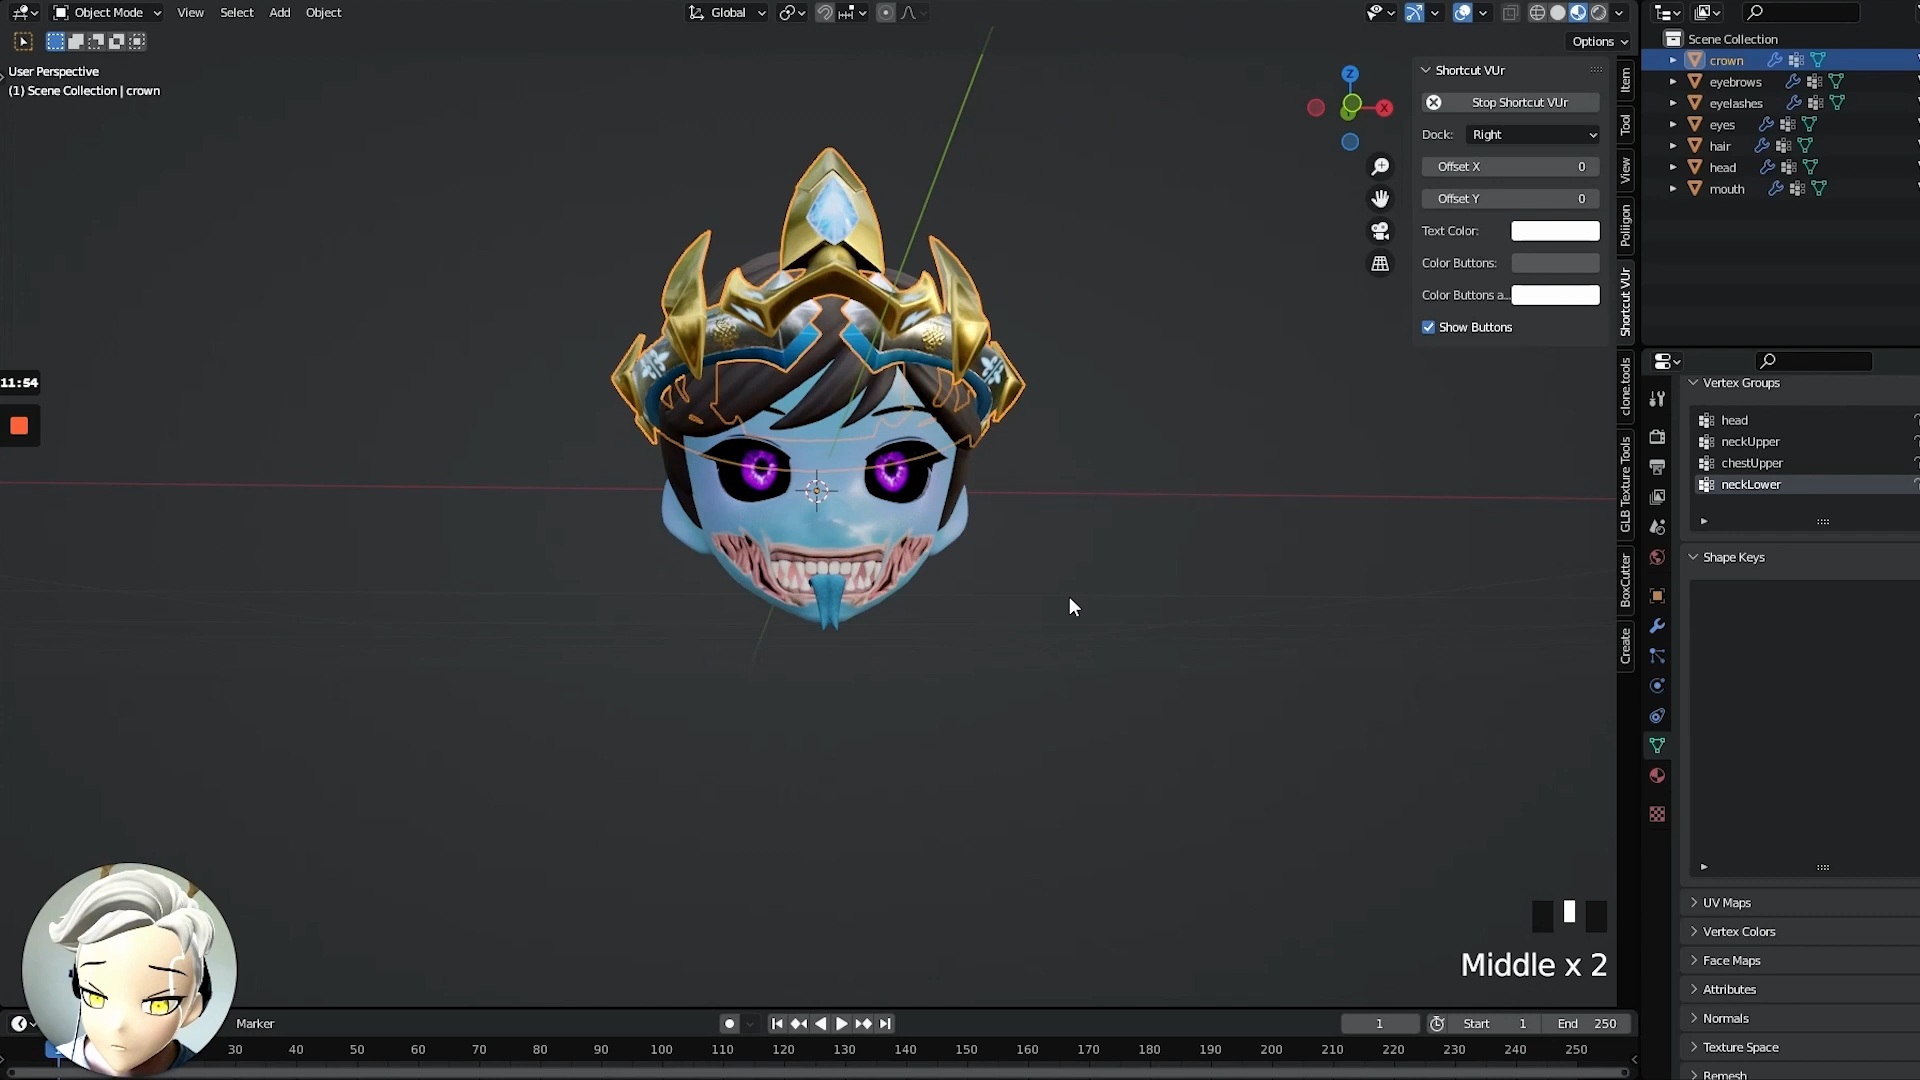 Object Mode View Select Add Object Global
Options
User Perspective
(1) Scene Collection | crown
Z
X
Y
Shortcut VUr
Stop Shortcut VUr
Dock: Right
Offset X 0
Offset Y 0
Text Color:
Color Buttons:
Color Buttons a...
Show Buttons
Item
Tool
View
Poliigon
Shortcut VUr
clone.tools
GLB Texture Tools
BoxCutter
Create
Scene Collection
crown
eyebrows
eyelashes
eyes
hair
head
mouth
Vertex Groups
head
neckUpper
chestUpper
neckLower
Shape Keys
UV Maps
Vertex Colors
Face Maps
Attributes
Normals
Texture Space
Remesh
11:54
Middle x 2
Marker
1 Start 1 End 250
30 40 50 60 70 80 90 100 110 120 130 140 150 160 170 180 190 200 210 220 230 240 250